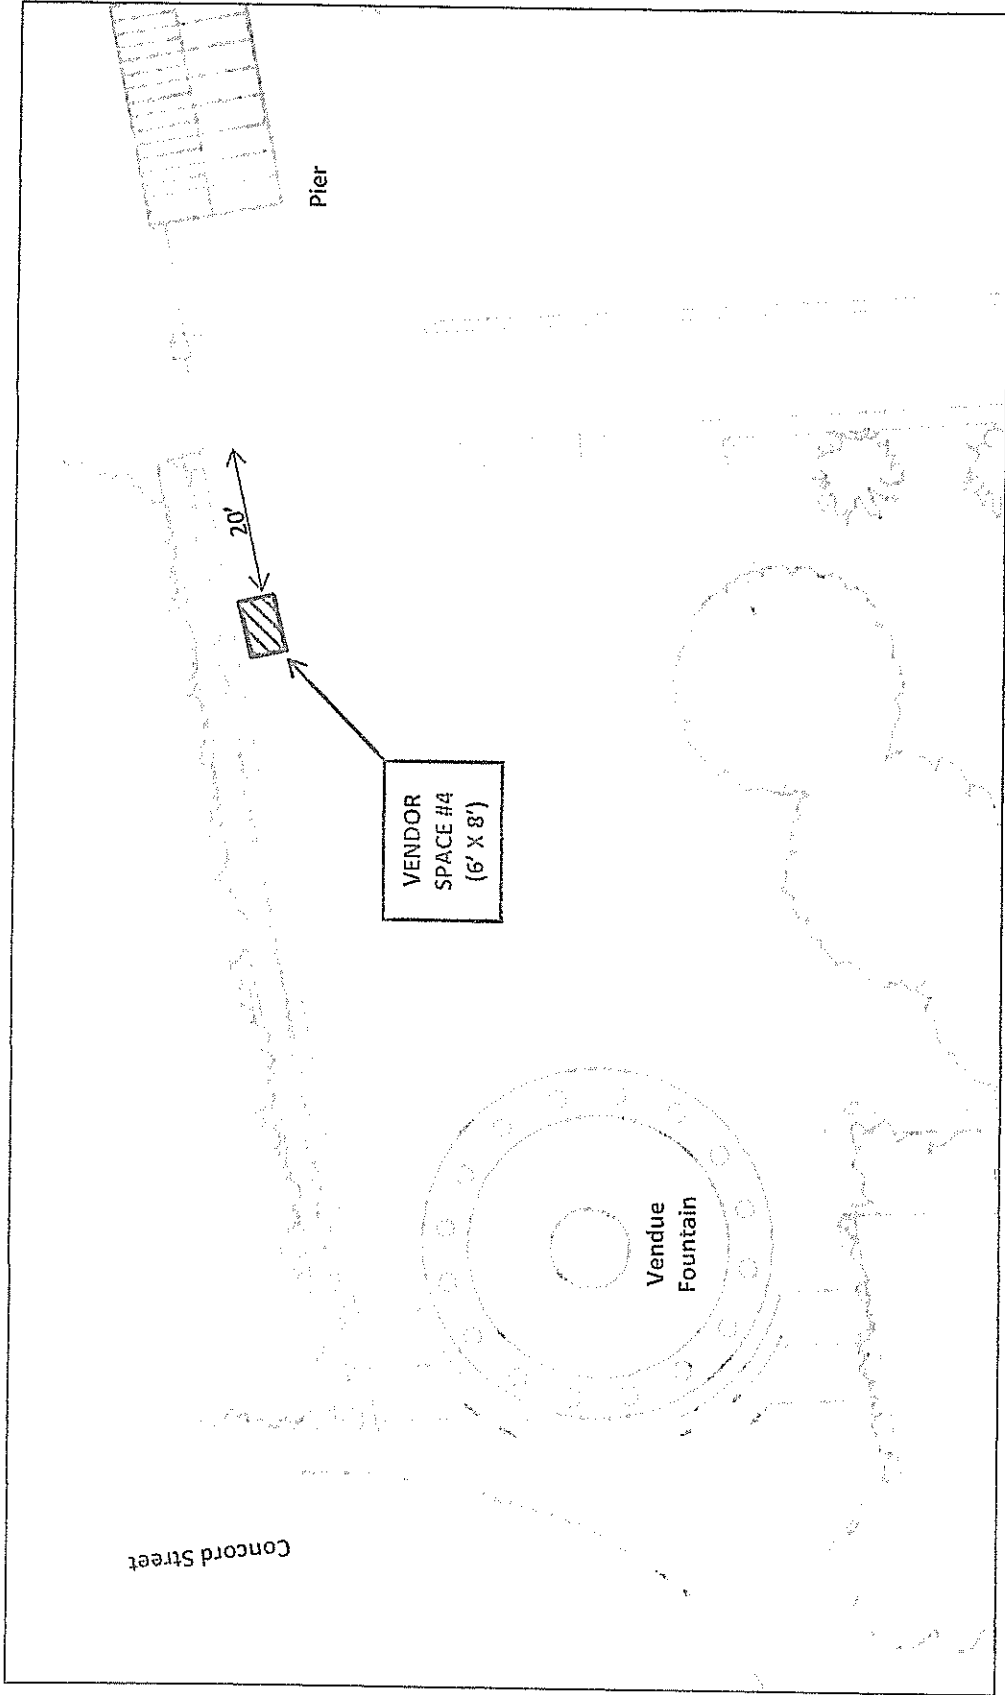 Pier
20'
VENDOR
SPACE #4
(6' X 8')
Vendue
Fountain
Concord Street